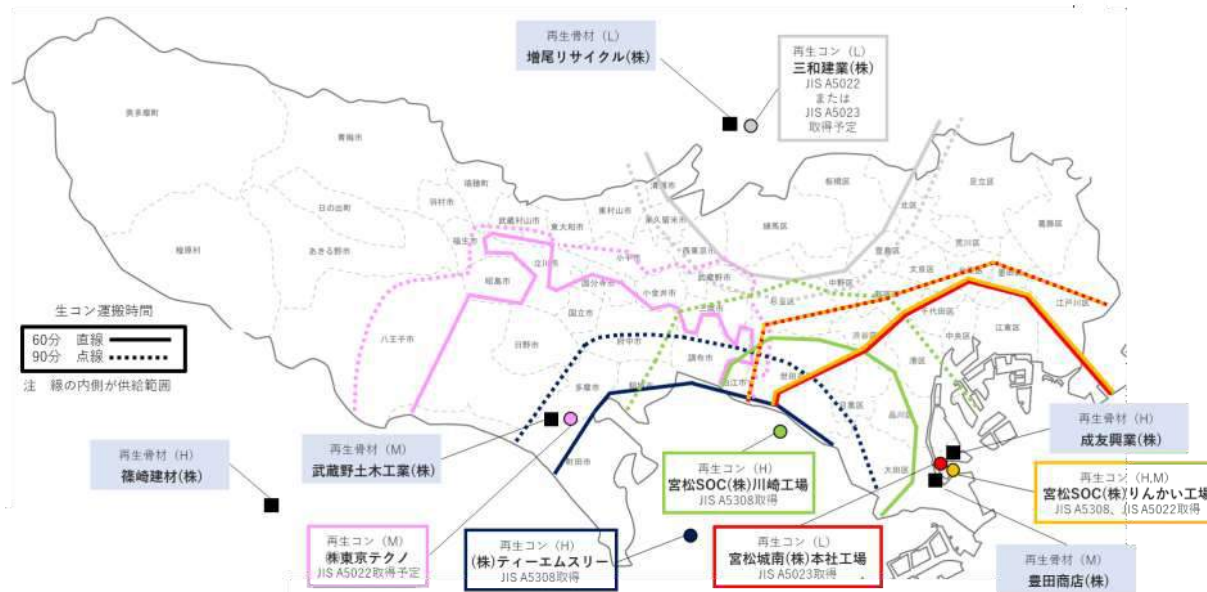 再生骨材（L）
増尾リサイクル(株)
再生コン（L）
三和建業(株)
JIS A5022
または
JIS A5023
取得予定
奥多摩町
青梅市
瑞穂町
日の出町
羽村市
武蔵村山市
東大和市
東村山市
清瀬市
東久留米市
板橋区
北区
足立区
葛飾区
檜原村
あきる野市
福生市
立川市
小平市
西東京市
練馬区
豊島区
荒川区
文京区
昭島市
国分寺市
小金井市
武蔵野市
中野区
江戸川区
生コン運搬時間
60分　直線
90分　点線
注　線の内側が供給範囲
八王子市
日野市
国立市
府中市
三鷹市
調布市
狛江市
杉並区
渋谷区
千代田区
中央区
江東区
港区
多摩市
稲城市
目黒区
品川区
町田市
大田区
再生骨材（H）
篠崎建材(株)
再生骨材（M）
武蔵野土木工業(株)
再生コン（H）
宮松SOC(株)川崎工場
JIS A5308取得
再生骨材（H）
成友興業(株)
再生コン（H,M）
宮松SOC(株)りんかい工場
JIS A5308、JIS A5022取得
再生コン（M）
㈱東京テクノ
JIS A5022取得予定
再生コン（H）
(株)ティーエムスリー
JIS A5308取得
再生コン（L）
宮松城南(株)本社工場
JIS A5023取得
再生骨材（M）
豊田商店(株)